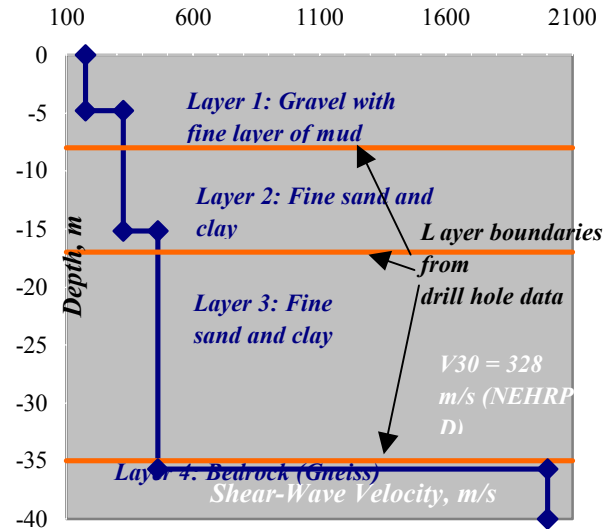 100 600 1100 1600 2100
0
-5
-10
-15
-20
-25
-30
-35
-40
Depth, m
Layer 1: Gravel with
fine layer of mud
Layer 2: Fine sand and
clay
L ayer boundaries
from
drill hole data
Layer 3: Fine
sand and clay
V30 = 328
m/s (NEHRP
D)
Layer 4: Bedrock (Gneiss)
Shear-Wave Velocity, m/s